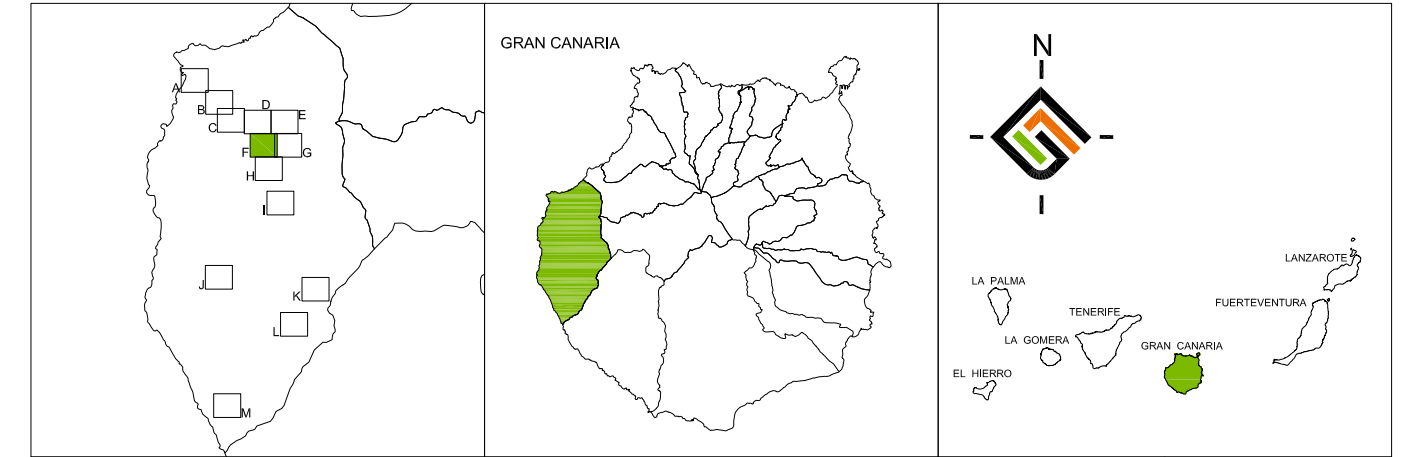 A
B
C
D
E
F
G
H
I
J
K
L
M
GRAN CANARIA
N
LANZAROTE
LA PALMA
FUERTEVENTURA
TENERIFE
LA GOMERA
GRAN CANARIA
EL HIERRO